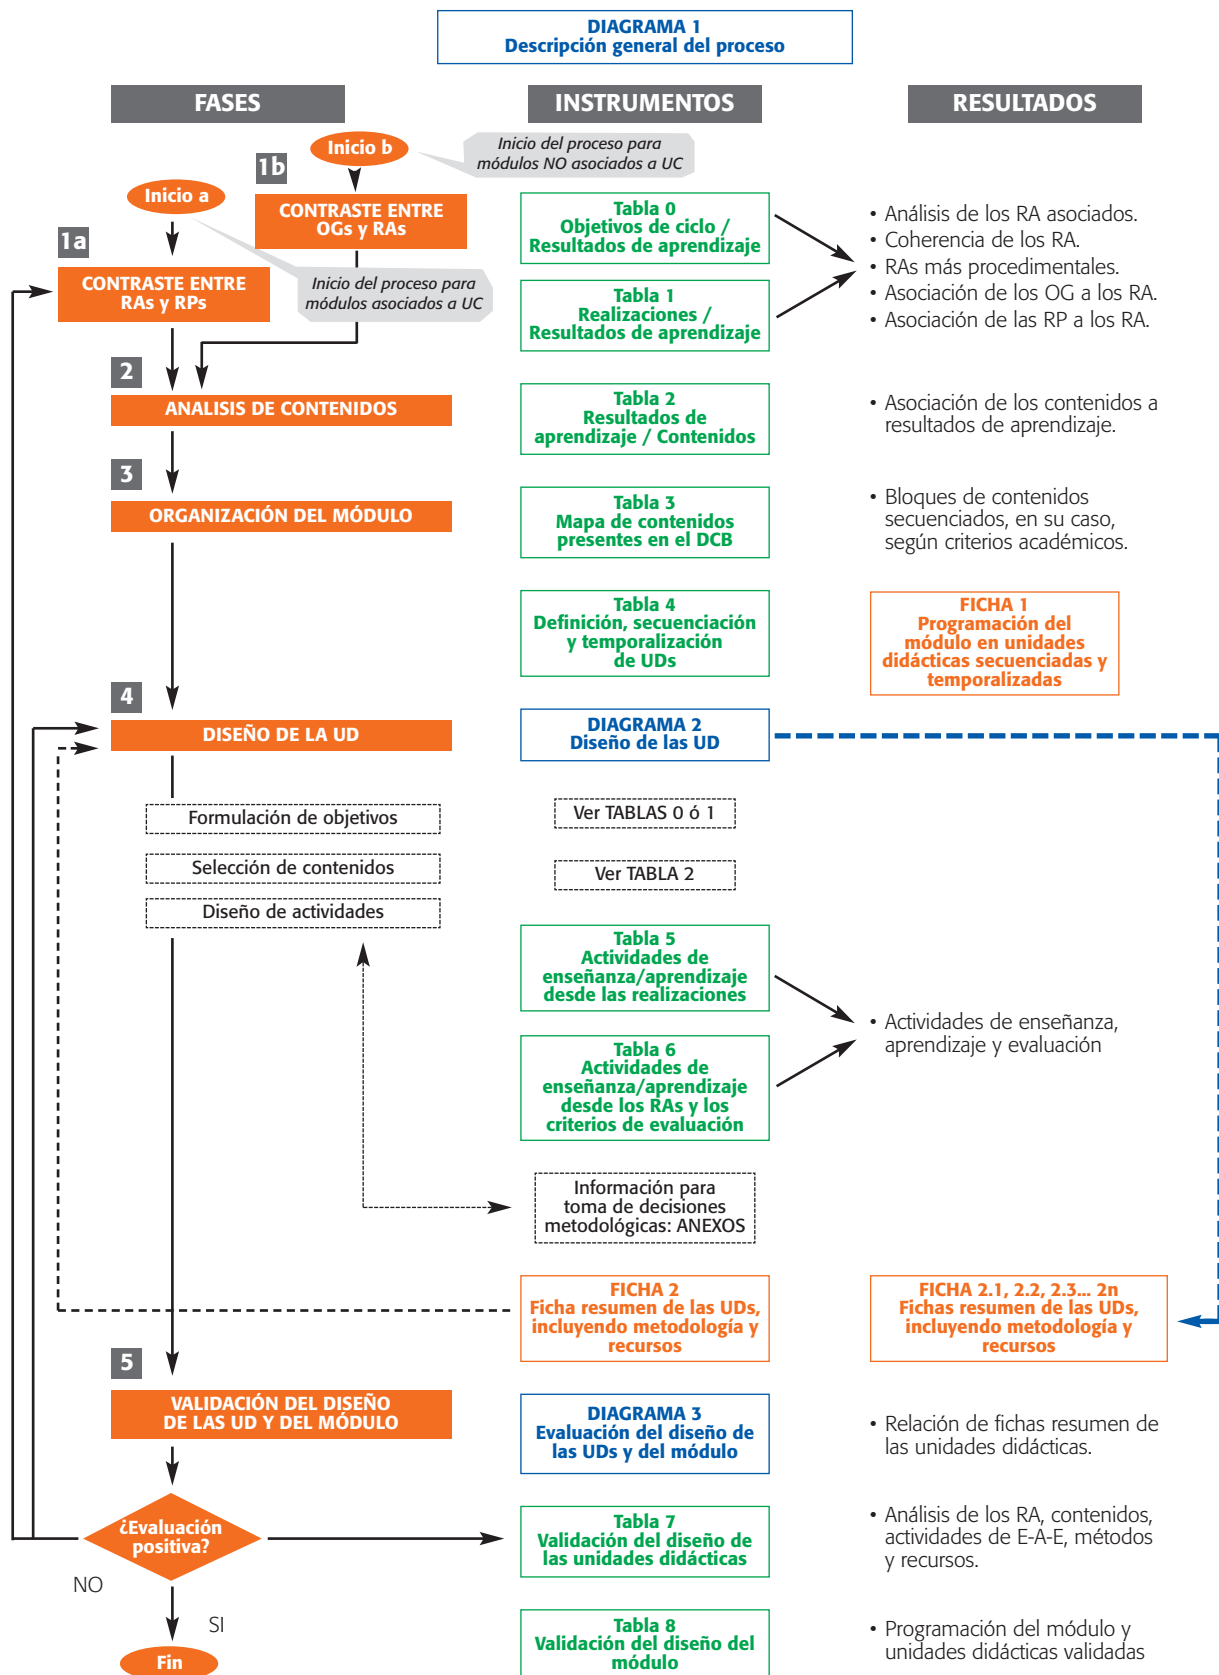 DIAGRAMA 1
Descripción general del proceso
FASES
INSTRUMENTOS
RESULTADOS
Inicio b
Inicio del proceso para
módulos NO asociados a UC
1b
Inicio a
CONTRASTE ENTRE
OGs y RAs
1a
CONTRASTE ENTRE
RAs y RPs
Inicio del proceso para
módulos asociados a UC
Tabla 0
Objetivos de ciclo /
Resultados de aprendizaje
Tabla 1
Realizaciones /
Resultados de aprendizaje
• Análisis de los RA asociados.
• Coherencia de los RA.
• RAs más procedimentales.
• Asociación de los OG a los RA.
• Asociación de las RP a los RA.
2
ANALISIS DE CONTENIDOS
Tabla 2
Resultados de
aprendizaje / Contenidos
• Asociación de los contenidos a
resultados de aprendizaje.
3
ORGANIZACIÓN DEL MÓDULO
Tabla 3
Mapa de contenidos
presentes en el DCB
• Bloques de contenidos
secuenciados, en su caso,
según criterios académicos.
Tabla 4
Definición, secuenciación
y temporalización
de UDs
FICHA 1
Programación del
módulo en unidades
didácticas secuenciadas y
temporalizadas
4
DISEÑO DE LA UD
DIAGRAMA 2
Diseño de las UD
Formulación de objetivos
Ver TABLAS 0 ó 1
Selección de contenidos
Ver TABLA 2
Diseño de actividades
Tabla 5
Actividades de
enseñanza/aprendizaje
desde las realizaciones
Tabla 6
Actividades de
enseñanza/aprendizaje
desde los RAs y los
criterios de evaluación
• Actividades de enseñanza,
aprendizaje y evaluación
Información para
toma de decisiones
metodológicas: ANEXOS
FICHA 2
Ficha resumen de las UDs,
incluyendo metodología y
recursos
FICHA 2.1, 2.2, 2.3... 2n
Fichas resumen de las UDs,
incluyendo metodología y
recursos
5
VALIDACIÓN DEL DISEÑO
DE LAS UD Y DEL MÓDULO
DIAGRAMA 3
Evaluación del diseño de
las UDs y del módulo
• Relación de fichas resumen de
las unidades didácticas.
¿Evaluación
positiva?
Tabla 7
Validación del diseño de
las unidades didácticas
• Análisis de los RA, contenidos,
actividades de E-A-E, métodos
y recursos.
NO
SI
Fin
Tabla 8
Validación del diseño del
módulo
• Programación del módulo y
unidades didácticas validadas